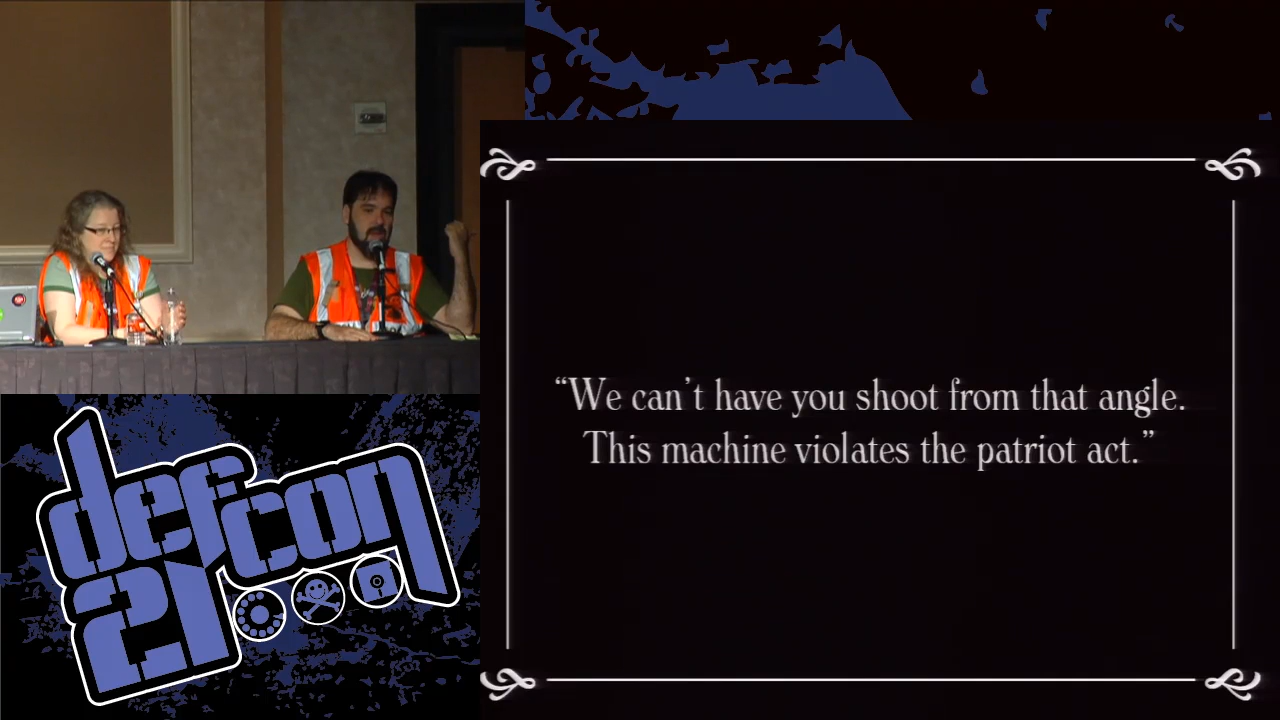 “We can’t have you shoot from that angle.
This machine violates the patriot act.”
defcon
21